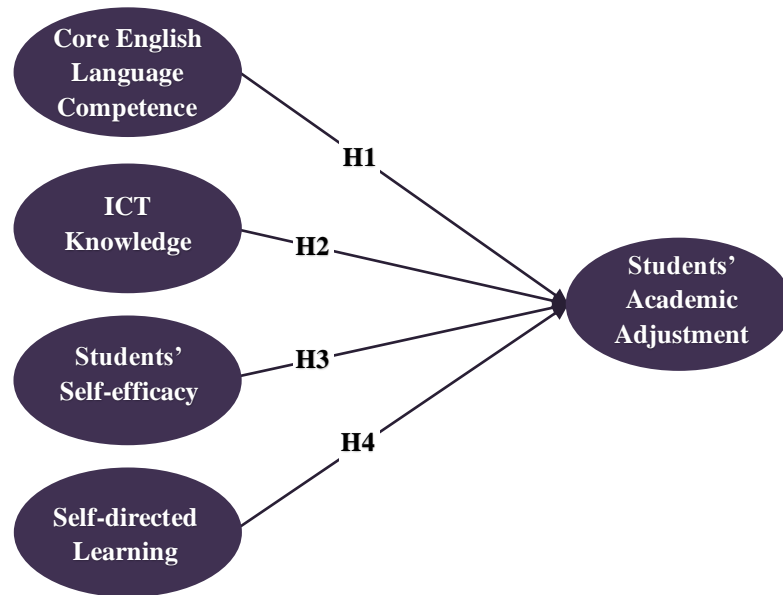 Core English
Language
Competence
H1
ICT
Knowledge
H2
Students’
Academic
Adjustment
Students’
Self-efficacy
H3
H4
Self-directed
Learning